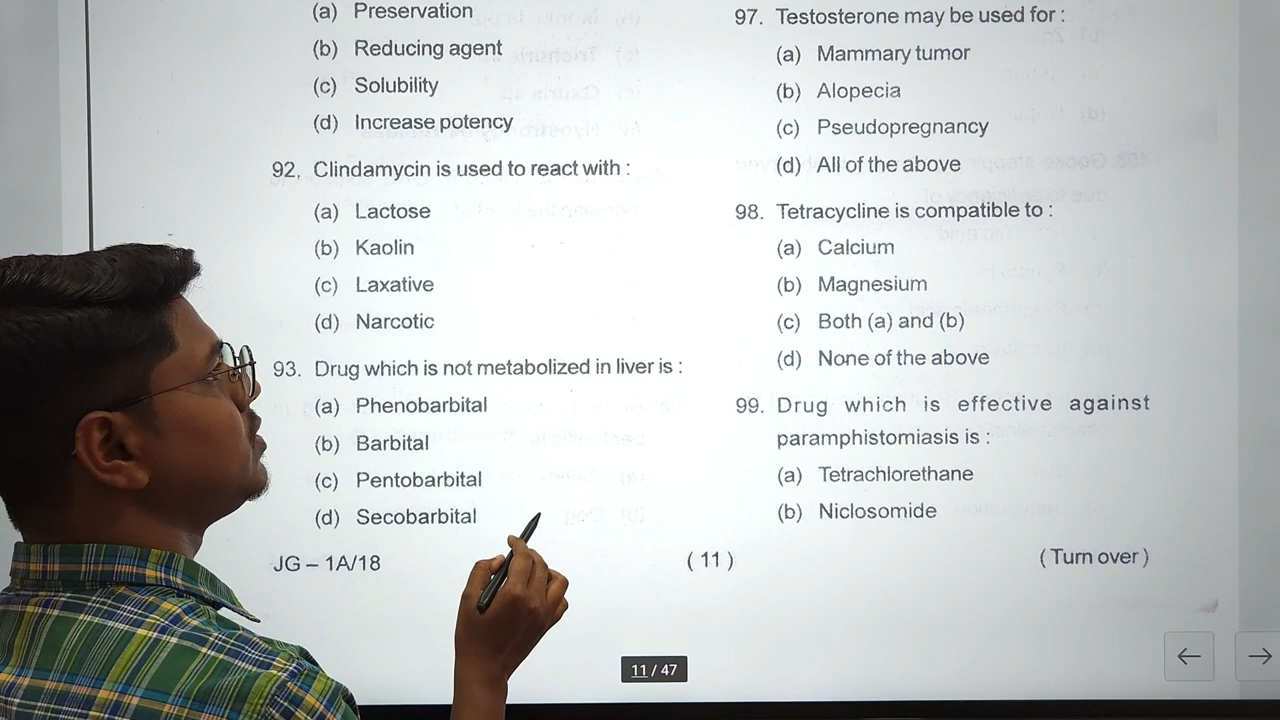 (a) Preservation
(b) Reducing agent
(c) Solubility
(d) Increase potency
92. Clindamycin is used to react with :
(a) Lactose
(b) Kaolin
(c) Laxative
(d) Narcotic
93. Drug which is not metabolized in liver is :
(a) Phenobarbital
(b) Barbital
(c) Pentobarbital
(d) Secobarbital
97. Testosterone may be used for :
(a) Mammary tumor
(b) Alopecia
(c) Pseudopregnancy
(d) All of the above
98. Tetracycline is compatible to :
(a) Calcium
(b) Magnesium
(c) Both (a) and (b)
(d) None of the above
99. Drug which is effective against
paramphistomiasis is :
(a) Tetrachlorethane
(b) Niclosomide
JG – 1A/18
( 11 )
( Turn over )
11 / 47